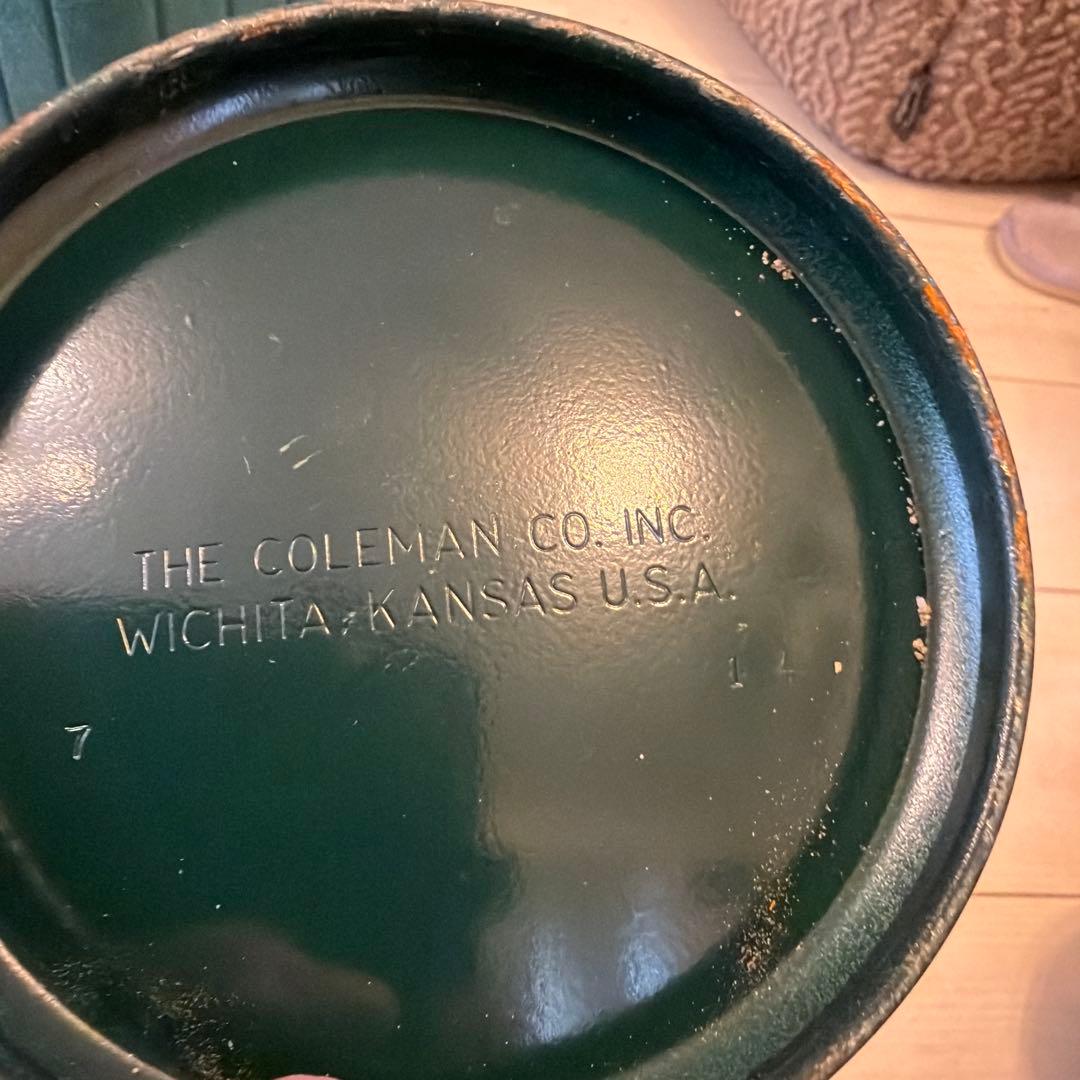 THE COLEMAN CO. INC.
WICHITA, KANSAS U.S.A.
1 4
7